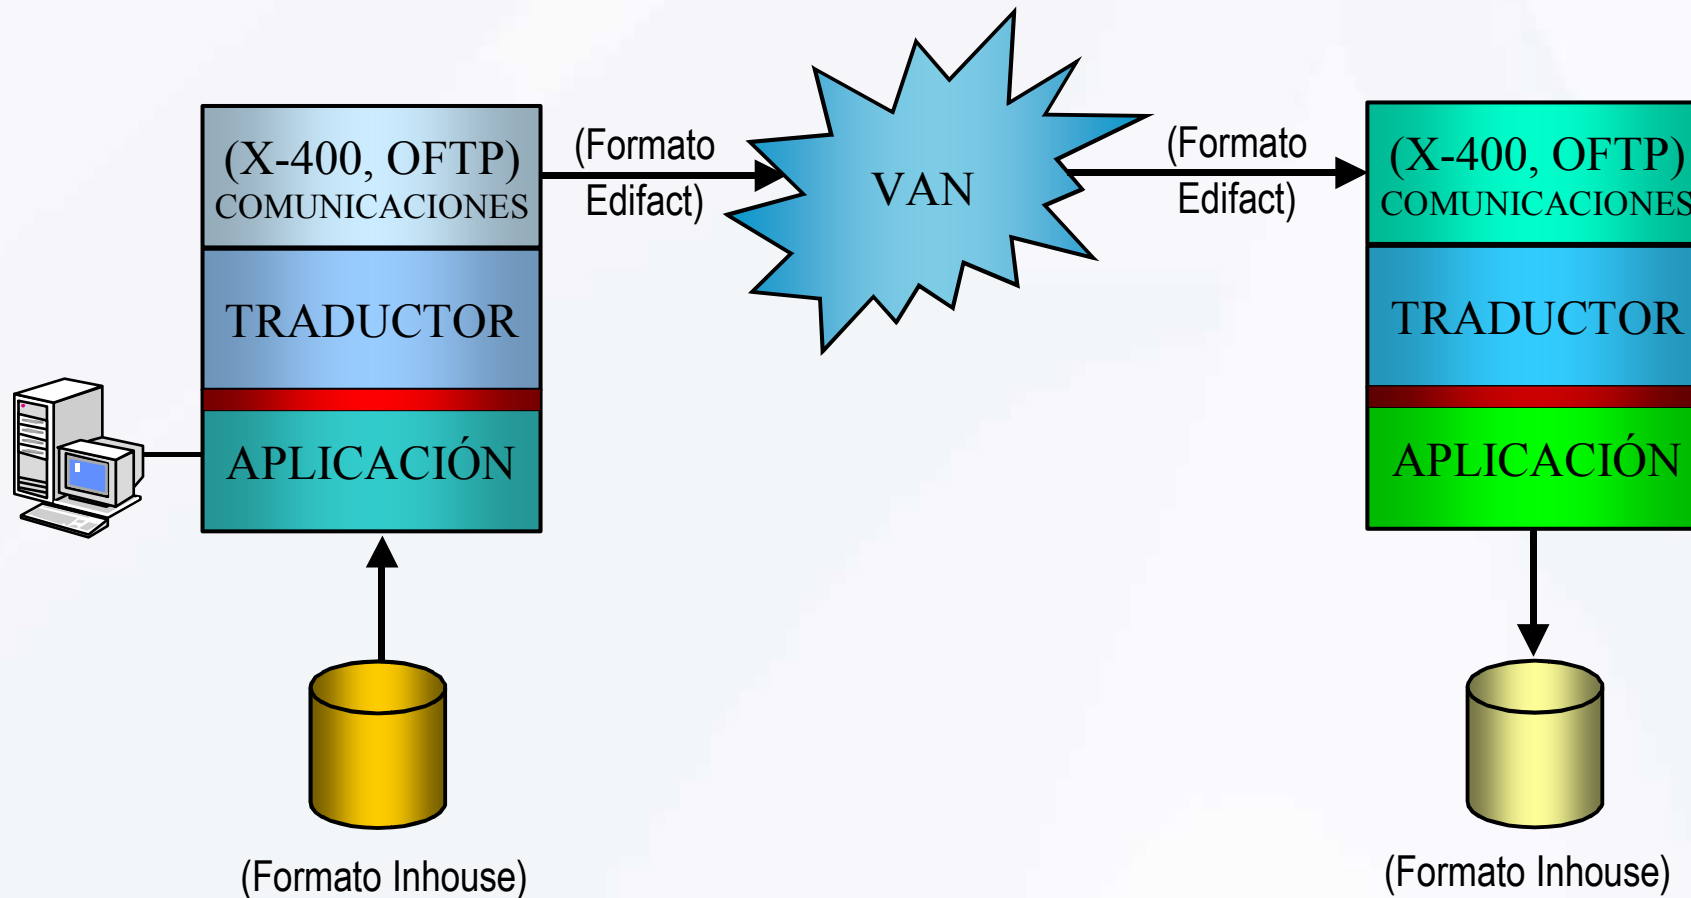 (X-400, OFTP)
COMUNICACIONES
TRADUCTOR
APLICACIÓN
(Formato Inhouse)
(Formato
Edifact)
VAN
(Formato
Edifact)
(X-400, OFTP)
COMUNICACIONES
TRADUCTOR
APLICACIÓN
(Formato Inhouse)